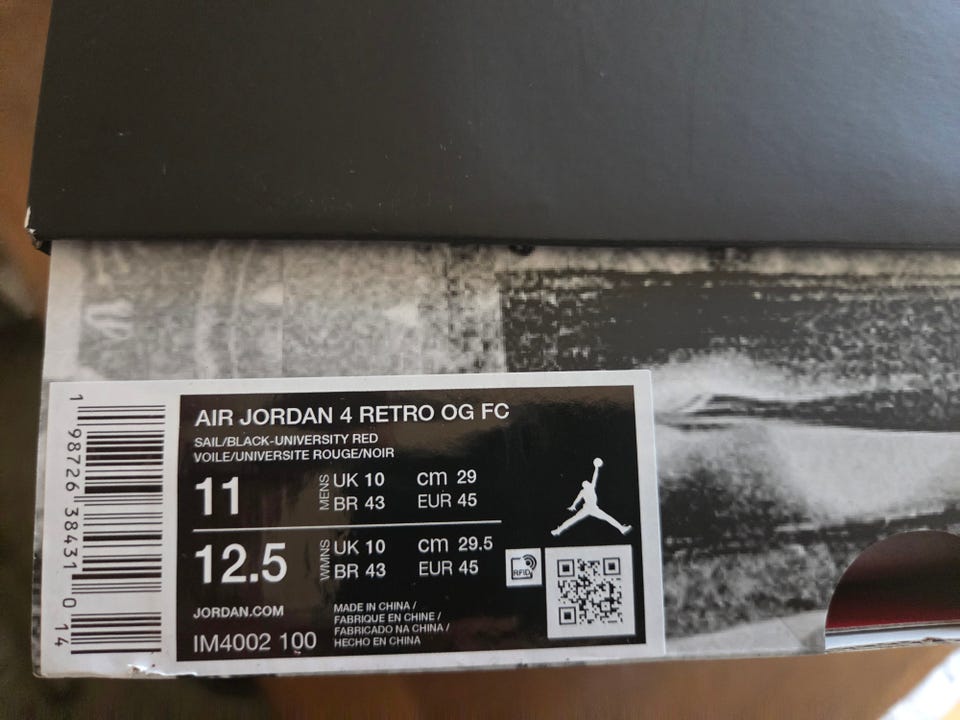 AIR JORDAN 4 RETRO OG FC
SAIL/BLACK-UNIVERSITY RED
VOILE/UNIVERSITE ROUGE/NOIR
11 MENS UK 10 cm 29
BR 43 EUR 45
12.5 WMNS UK 10 cm 29.5
BR 43 EUR 45
RFID
JORDAN.COM
IM4002 100
MADE IN CHINA /
FABRIQUE EN CHINE /
FABRICADO NA CHINA /
HECHO EN CHINA
1 98726 38431 0 14